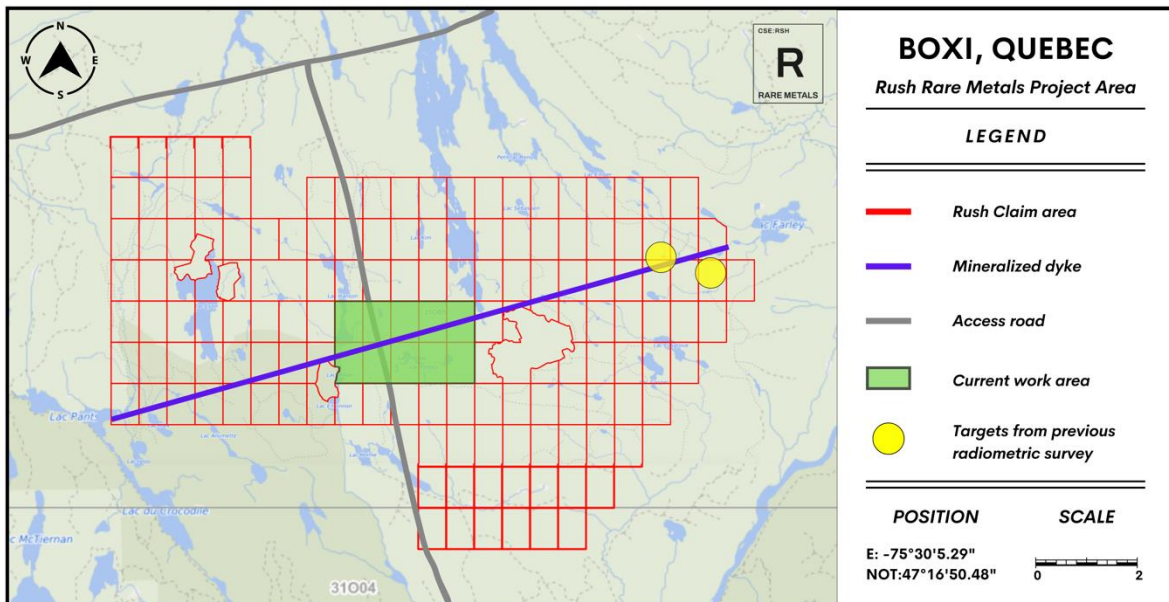 N
W E
S
CSE:RSH
R
RARE METALS
Lac Pants
Lac du Crocodile
ac McTiernan
ac Farley
31O04
BOXI, QUEBEC
Rush Rare Metals Project Area
LEGEND
Rush Claim area
Mineralized dyke
Access road
Current work area
Targets from previous
radiometric survey
POSITION
SCALE
E: -75°30'5.29"
NOT:47°16'50.48"
0 2